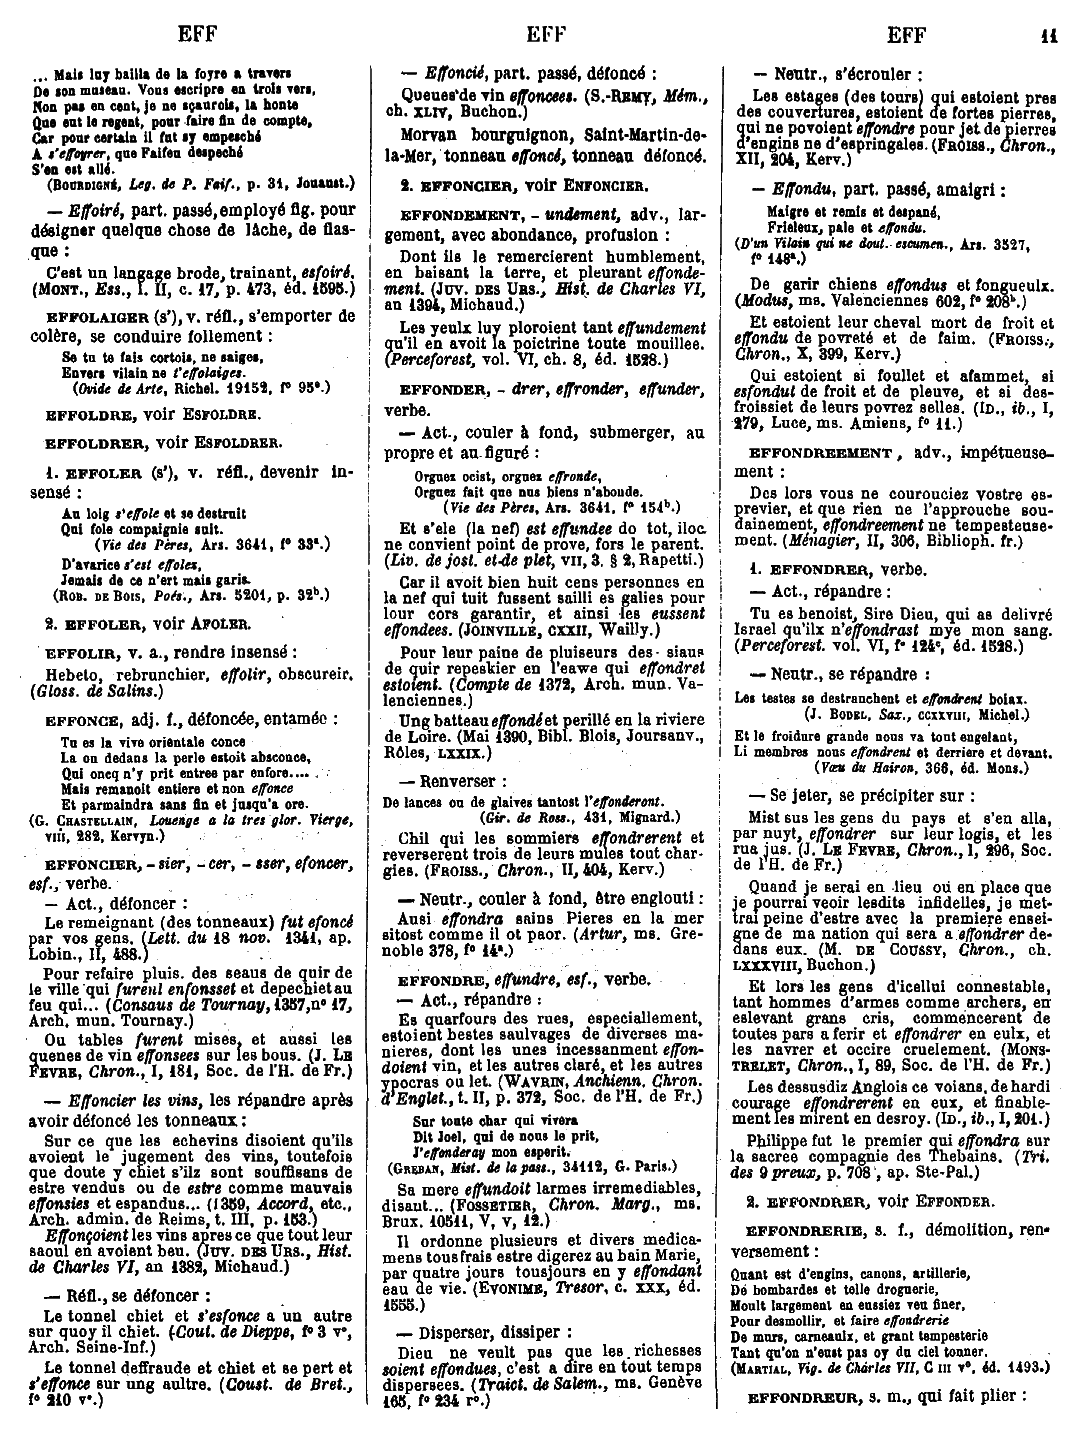 EFF
EFF
EFF
11
... Mais luy bailla de la foyre a travers
De son museau. Vous escripre en trois vers,
Non pas en cent, je ne sçaurois, la honte
Que eut le regent, pour faire fin de compte,
Car pour certain il fut sy empesché
A s'effoyrer, que Faifeu despeché
S'en est allé.
(BOURDIGNÉ, Leg. de P. Faif., p. 31, Jouaust.)
— Effoiré, part. passé, employé fig. pour
désigner quelque chose de lâche, de flas-
que :
C'est un langage brode, trainant, esfoiré.
(MONT., Ess., l. II, c. 17, p. 473, éd. 1595.)
EFFOLAIGER (s'), v. réfl., s'emporter de
colère, se conduire follement :
Se tu te fais cortois, ne saiges,
Envers vilain ne t'effolaiges.
(Ovide de Arte, Richel. 19152, f° 95ª.)
EFFOLDRE, voir ESFOLDRE.
EFFOLDRER, voir ESFOLDRER.
1. EFFOLER (s'), v. réfl., devenir in-
sensé :
Au loig s'effole et se destruit
Qui fole compaignie suit.
(Vie des Pères, Ars. 3641, f° 33ª.)
D'avarice s'est effolez,
Jemais de ce n'ert mais garis.
(ROB. DE BOIS, Poés., Ars. 5201, p. 32ᵇ.)
2. EFFOLER, voir AFOLER.
EFFOLIR, v. a., rendre insensé :
Hebeto, rebrunchier, effolir, obscureir.
(Gloss. de Salins.)
EFFONCE, adj. f., défoncée, entamée :
Tu es la vive orientale conce
La ou dedans la perle estoit absconce,
Qui oncq n'y prit entree par enfore....
Mais remanoit entiere et non effonce
Et parmaindra sans fin et jusqu'a ore.
(G. CHASTELLAIN, Louenge a la tres glor. Vierge,
VIII, 282, Kervyn.)
EFFONCIER, - sier, - cer, - sser, efoncer,
esf., verbe.
— Act., défoncer :
Le remeignant (des tonneaux) fut efoncé
par vos gens. (Lett. du 18 nov. 1341, ap.
Lobin., II, 488.)
Pour refaire pluis. des seaus de quir de
le ville qui fureul enfonsset et depechiet au
feu qui... (Consaus de Tournay, 1357, n° 17,
Arch. mun. Tournay.)
Ou tables furent mises, et aussi les
quenes de vin effonsees sur les bous. (J. LE
FEVRE, Chron., I, 181, Soc. de l'H. de Fr.)
— Effoncier les vins, les répandre après
avoir défoncé les tonneaux :
Sur ce que les echevins disoient qu'ils
avoient le jugement des vins, toutefois
que doute y chiet s'ilz sont souffisans de
estre vendus ou de estre comme mauvais
effonsies et espandus... (1359, Accord, etc.,
Arch. admin. de Reims, t. III, p. 153.)
Effonçoient les vins apres ce que tout leur
saoul en avoient beu. (JUV. DES URS., Hist.
de Charles VI, an 1382, Michaud.)
— Réfl., se défoncer :
Le tonnel chiet et s'esfonce a un autre
sur quoy il chiet. (Cout. de Dieppe, f° 3 v°,
Arch. Seine-Inf.)
Le tonnel deffraude et chiet et se pert et
s'effonce sur ung aultre. (Coust. de Bret.,
f° 210 v°.)
— Effoncié, part. passé, défoncé :
Queues de vin effoncees. (S.-REMY, Mém.,
ch. XLIV, Buchon.)
Morvan bourguignon, Saint-Martin-de-
la-Mer, tonneau effoncé, tonneau défoncé.
2. EFFONCIER, voir ENFONCIER.
EFFONDEMENT, - undement, adv., lar-
gement, avec abondance, profusion :
Dont ils le remercierent humblement,
en baisant la terre, et pleurant effonde-
ment. (JUV. DES URS., Hist. de Charles VI,
an 1394, Michaud.)
Les yeulx luy ploroient tant effundement
qu'il en avoit la poictrine toute mouillee.
(Perceforest, vol. VI, ch. 8, éd. 1528.)
EFFONDER, - drer, effronder, effunder,
verbe.
— Act., couler à fond, submerger, au
propre et au figuré :
Orguez ocist, orguez effronde,
Orguez fait que nus biens n'abonde.
(Vie des Pères, Ars. 3641, f° 154ᵇ.)
Et s'ele (la nef) est effundee do tot, iloc
ne convient point de prove, fors le parent.
(Liv. de jost. et de plet, VII, 3, § 2, Rapetti.)
Car il avoit bien huit cens personnes en
la nef qui tuit fussent sailli es galies pour
lour cors garantir, et ainsi les eussent
effondees. (JOINVILLE, CXXII, Wailly.)
Pour leur paine de pluiseurs des siaus
de quir repeskier en l'eawe qui effondret
estoient. (Compte de 1372, Arch. mun. Va-
lenciennes.)
Ung batteau effondé et perillé en la riviere
de Loire. (Mai 1390, Bibl. Blois, Joursanv.,
Rôles, LXXIX.)
— Renverser :
De lances ou de glaives tantost l'effonderont.
(Gir. de Ross., 431, Mignard.)
Chil qui les sommiers effondrerent et
reverserent trois de leurs mules tout char-
gies. (FROISS., Chron., II, 404, Kerv.)
— Neutr., couler à fond, être englouti :
Ausi effondra sains Pieres en la mer
sitost comme il ot paor. (Artur, ms. Gre-
noble 378, f° 14ª.)
EFFONDRE, effundre, esf., verbe.
— Act., répandre :
Es quarfours des rues, especiallement,
estoient bestes saulvages de diverses ma-
nieres, dont les unes incessanment effon-
doient vin, et les autres claré, et les autres
ypocras ou let. (WAVRIN, Anchienn. Chron.
d'Englet., t. II, p. 372, Soc. de l'H. de Fr.)
Sur toute char qui vivera
Dit Joel, qui de nous le prit,
J'effonderay mon esperit.
(GREBAN, Mist. de la pass., 34112, G. Paris.)
Sa mere effundoit larmes irremediables,
disant... (FOSSETIER, Chron. Marg., ms.
Brux. 10511, V, V, 12.)
Il ordonne plusieurs et divers medica-
mens tous frais estre digerez au bain Marie,
par quatre jours tousjours en y effondant
eau de vie. (EVONIME, Tresor, c. XXX, éd.
1555.)
— Disperser, dissiper :
Dieu ne veult pas que les richesses
soient effondues, c'est a dire en tout temps
dispersees. (Traict. de Salem., ms. Genève
165, f° 234 r°.)
— Neutr., s'écrouler :
Les estages (des tours) qui estoient pres
des couvertures, estoient de fortes pierres,
qui ne povoient effondre pour jet de pierres
d'engins ne d'espringales. (FROISS., Chron.,
XII, 204, Kerv.)
— Effondu, part. passé, amaigri :
Maigre et remis et despané,
Frieleux, pale et effondu.
(D'un Vilain qui ne dout. escumen., Ars. 3527,
f° 148ª.)
De garir chiens effondus et fongueulx.
(Modus, ms. Valenciennes 602, f° 208ᵇ.)
Et estoient leur cheval mort de froit et
effondu de povreté et de faim. (FROISS.,
Chron., X, 399, Kerv.)
Qui estoient si foullet et afammet, si
esfondut de froit et de pleuve, et si des-
froissiet de leurs povrez selles. (ID., ib., I,
279, Luce, ms. Amiens, f° 11.)
EFFONDREEMENT, adv., impétueuse-
ment :
Des lors vous ne courouciez vostre es-
previer, et que rien ne l'approche sou-
dainement, effondreement ne tempesteuse-
ment. (Ménagier, II, 306, Biblioph. fr.)
1. EFFONDRER, verbe.
— Act., répandre :
Tu es benoist, Sire Dieu, qui as delivré
Israel qu'ilx n'effondrast mye mon sang.
(Perceforest. vol. VI, f° 124ᶜ, éd. 1528.)
— Neutr., se répandre :
Les testes se destranchent et effondrent boiax.
(J. BODEL, Sax., CCXXVIII, Michel.)
Et le froidure grande nous va tout engelant,
Li membres nous effondrent et derriere et devant.
(Vœu du Hairon, 366, éd. Mons.)
— Se jeter, se précipiter sur :
Mist sus les gens du pays et s'en alla,
par nuyt, effondrer sur leur logis, et les
rua jus. (J. LE FEVRE, Chron., I, 296, Soc.
de l'H. de Fr.)
Quand je serai en lieu où en place que
je pourrai veoir lesdits infidelles, je met-
trai peine d'estre avec la premiere ensei-
gne de ma nation qui sera a effondrer de-
dans eux. (M. DE COUSSY, Chron., ch.
LXXXVIII, Buchon.)
Et lors les gens d'icellui connestable,
tant hommes d'armes comme archers, en
eslevant grans cris, commencerent de
toutes pars a ferir et effondrer en eulx, et
les navrer et occire cruelement. (MONS-
TRELET, Chron., I, 89, Soc. de l'H. de Fr.)
Les dessusdiz Anglois ce voians, de hardi
courage effondrerent en eux, et finable-
ment les mirent en desroy. (ID., ib., I, 201.)
Philippe fut le premier qui effondra sur
la sacree compagnie des Thebains. (Tri.
des 9 preux, p. 708, ap. Ste-Pal.)
2. EFFONDRER, voir EFFONDER.
EFFONDRERIE, s. f., démolition, ren-
versement :
Quant est d'engins, canons, artillerie,
De bombardes et telle droguerie,
Moult largement en eussiez veu finer,
Pour desmollir, et faire effondrerie
De murs, carneaulx, et grant tempesterie
Tant qu'on n'eust pas oy du ciel tonner.
(MARTIAL, Vig. de Charles VII, C III v°, éd. 1493.)
EFFONDREUR, s. m., qui fait plier :